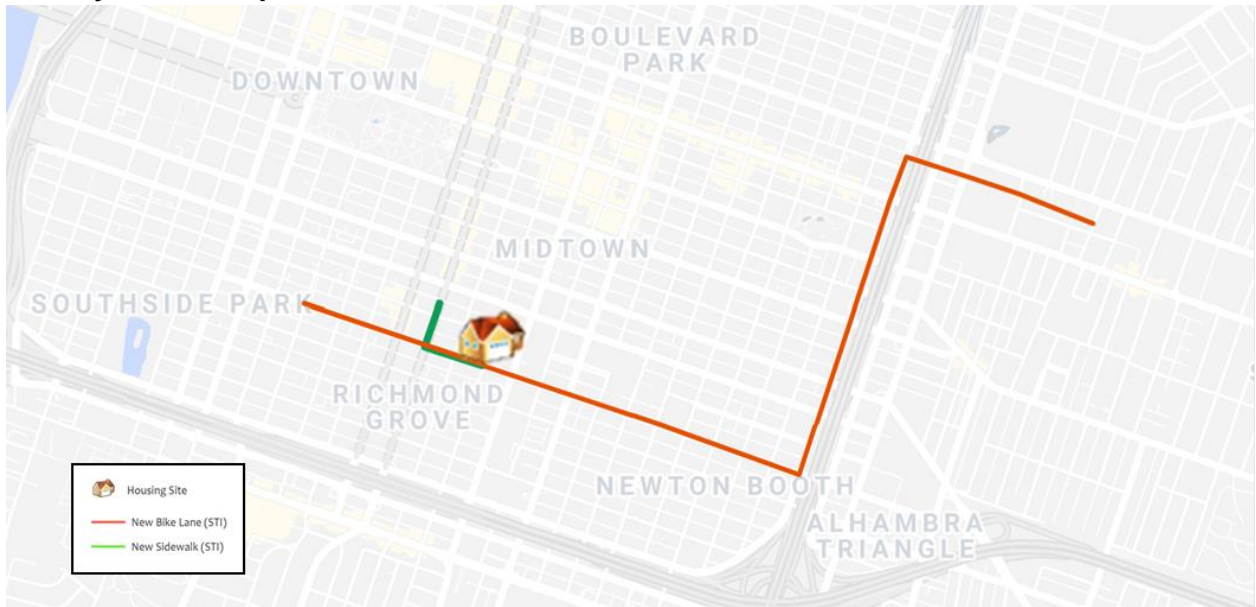 BOULEVARD
PARK
DOWNTOWN
MIDTOWN
SOUTHSIDE PARK
RICHMOND
GROVE
NEWTON BOOTH
ALHAMBRA
TRIANGLE
Housing Site
New Bike Lane (STI)
New Sidewalk (STI)